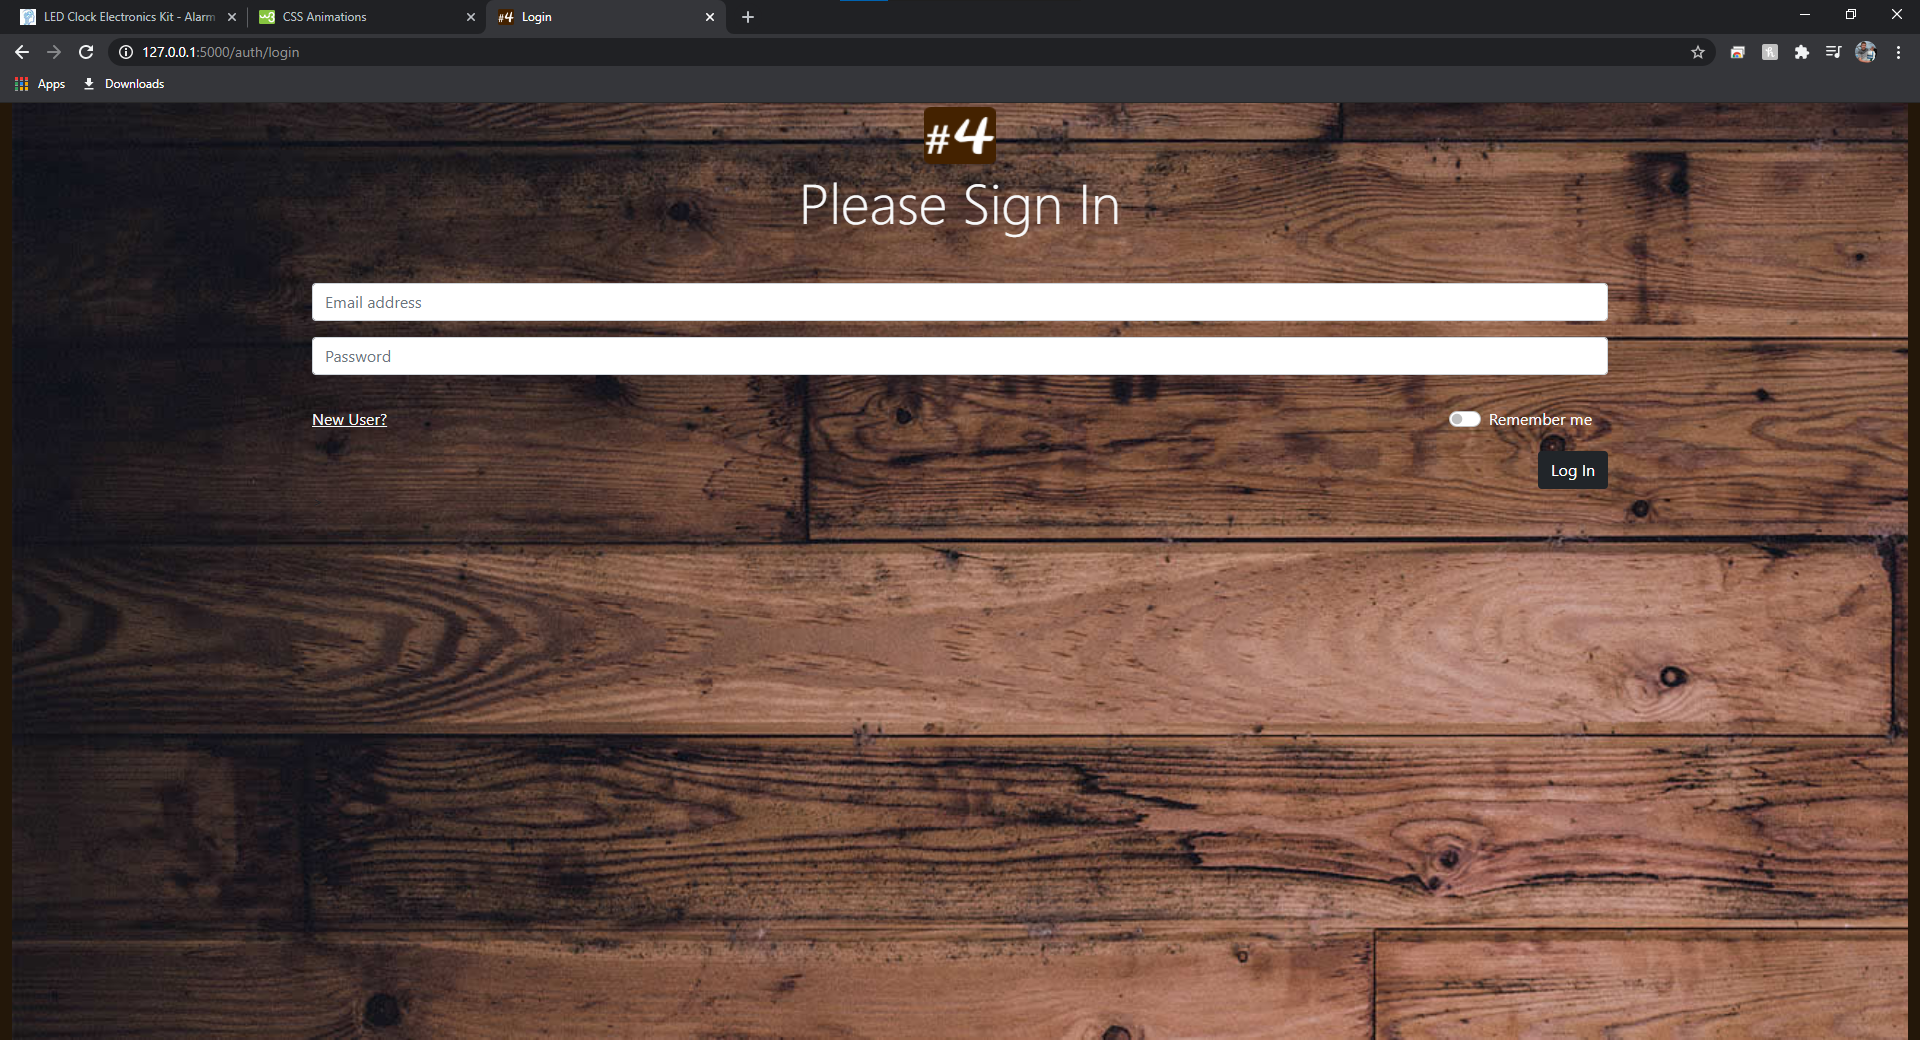 LED Clock Electronics Kit - Alarm
CSS Animations
#4 Login
127.0.0.1:5000/auth/login
Apps
Downloads
#4
Please Sign In
Email address
Password
New User?
Remember me
Log In